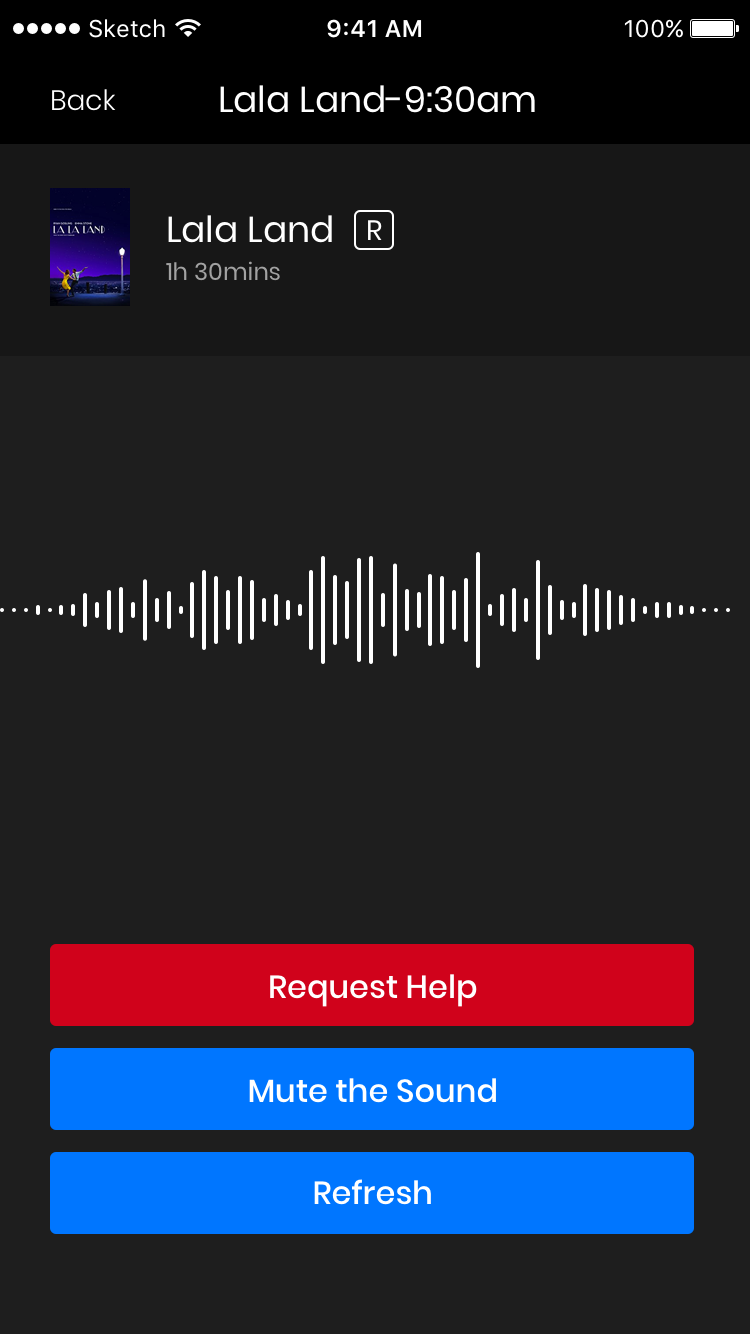 Sketch 9:41 AM 100%
Back Lala Land-9:30am
LA LA LAND
Lala Land R
1h 30mins
Request Help
Mute the Sound
Refresh